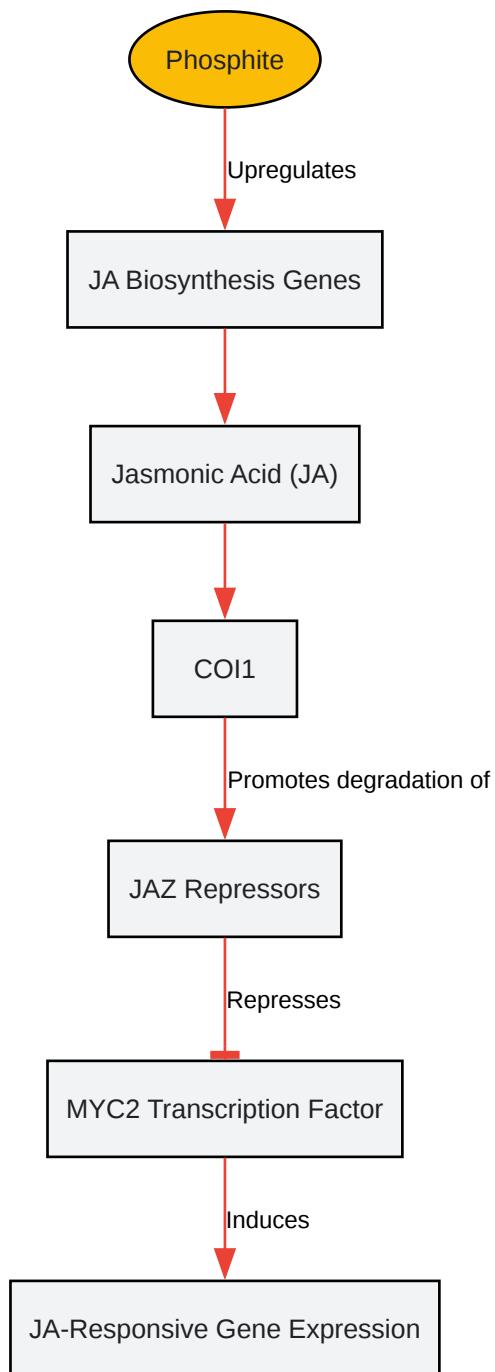 Phosphite
Upregulates
JA Biosynthesis Genes
Jasmonic Acid (JA)
COI1
Promotes degradation of
JAZ Repressors
Represses
MYC2 Transcription Factor
Induces
JA-Responsive Gene Expression